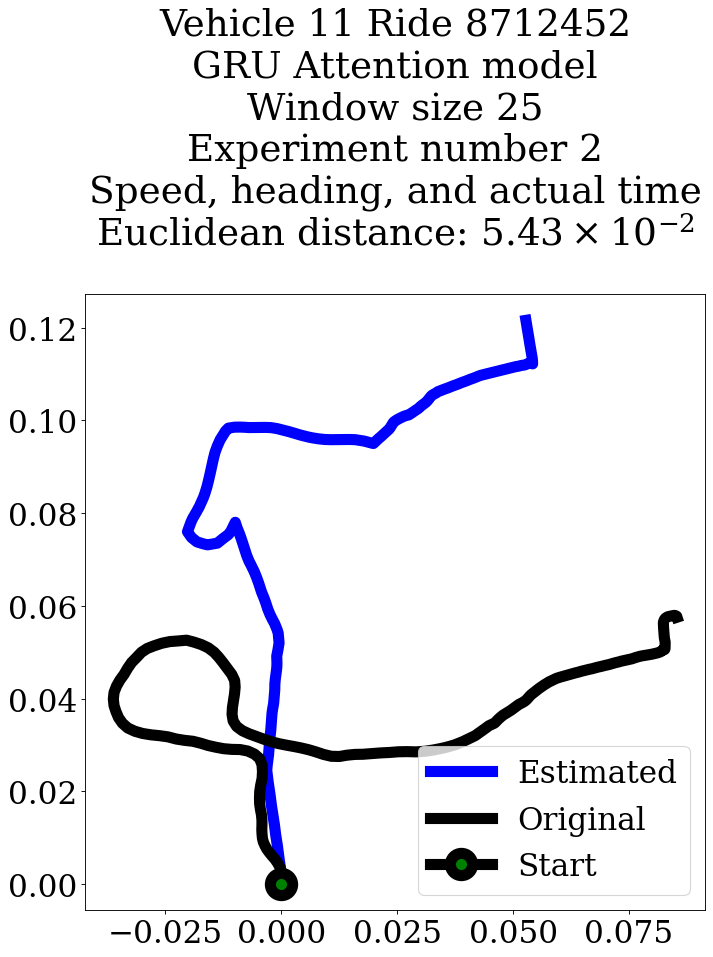 Vehicle 11 Ride 8712452
GRU Attention model
Window size 25
Experiment number 2
Speed, heading, and actual time
Euclidean distance: 5.43 × 10⁻²
0.12
0.10
0.08
0.06
0.04
0.02
0.00
Estimated
Original
Start
−0.025 0.000 0.025 0.050 0.075